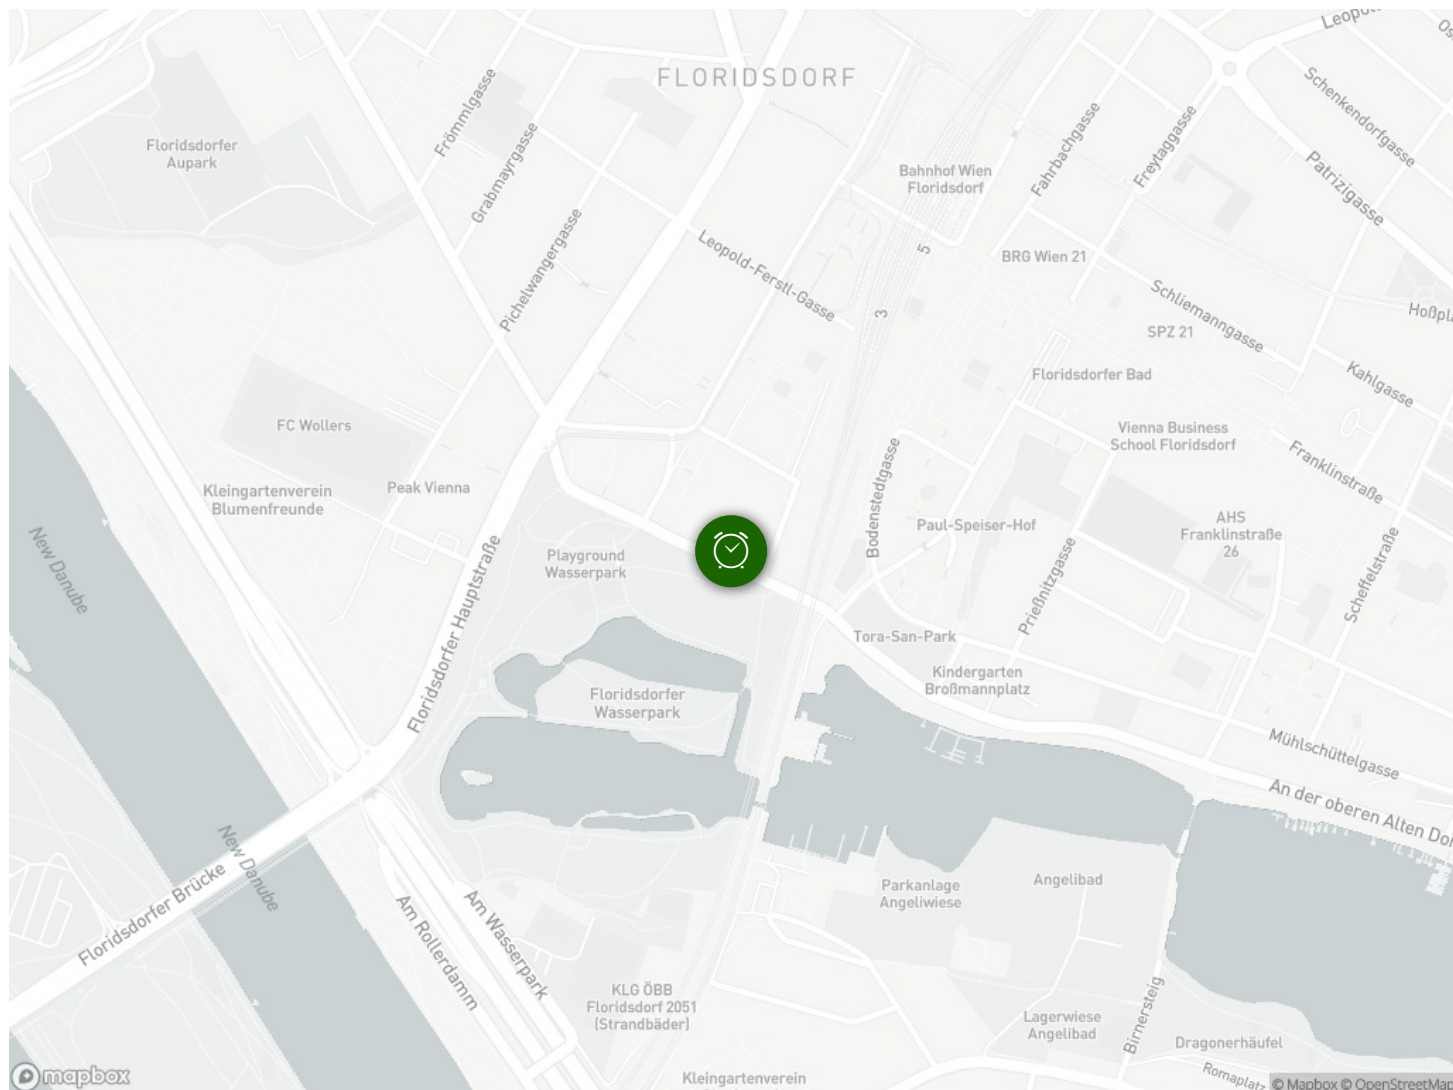 Leopol
FLORIDSDORF
Schenkendorfgasse
Frömmlgasse
Floridsdorfer
Aupark
Grabmayrgasse
Bahnhof Wien
Floridsdorf
Fahrbachgasse
Freytaggasse
Patrizigasse
Pichelwangergasse
Leopold-Ferstl-Gasse
5
BRG Wien 21
3
Schliemanngasse
Hoßpl
SPZ 21
Floridsdorfer Bad
Kahlgasse
FC Wollers
Vienna Business
School Floridsdorf
Franklinstraße
Peak Vienna
Kleingartenverein
Blumenfreunde
Bodenstedtgasse
Paul-Speiser-Hof
AHS
Franklinstraße
26
New Danube
Playground
Wasserpark
Prießnitzgasse
Scheffelstraße
Floridsdorfer Hauptstraße
Tora-San-Park
Kindergarten
Broßmannplatz
Floridsdorfer
Wasserpark
Mühlschüttelgasse
An der oberen Alten Do
New Danube
Floridsdorfer Brücke
Am Rollerdamm
Am Wasserpark
Parkanlage
Angeliwiese
Angelibad
KLG ÖBB
Floridsdorf 2051
(Strandbäder)
Lagerwiese
Angelibad
Birnersteig
Dragonerhäufel
Romaplatz
Kleingartenverein
mapbox
© Mapbox © OpenStreetMap